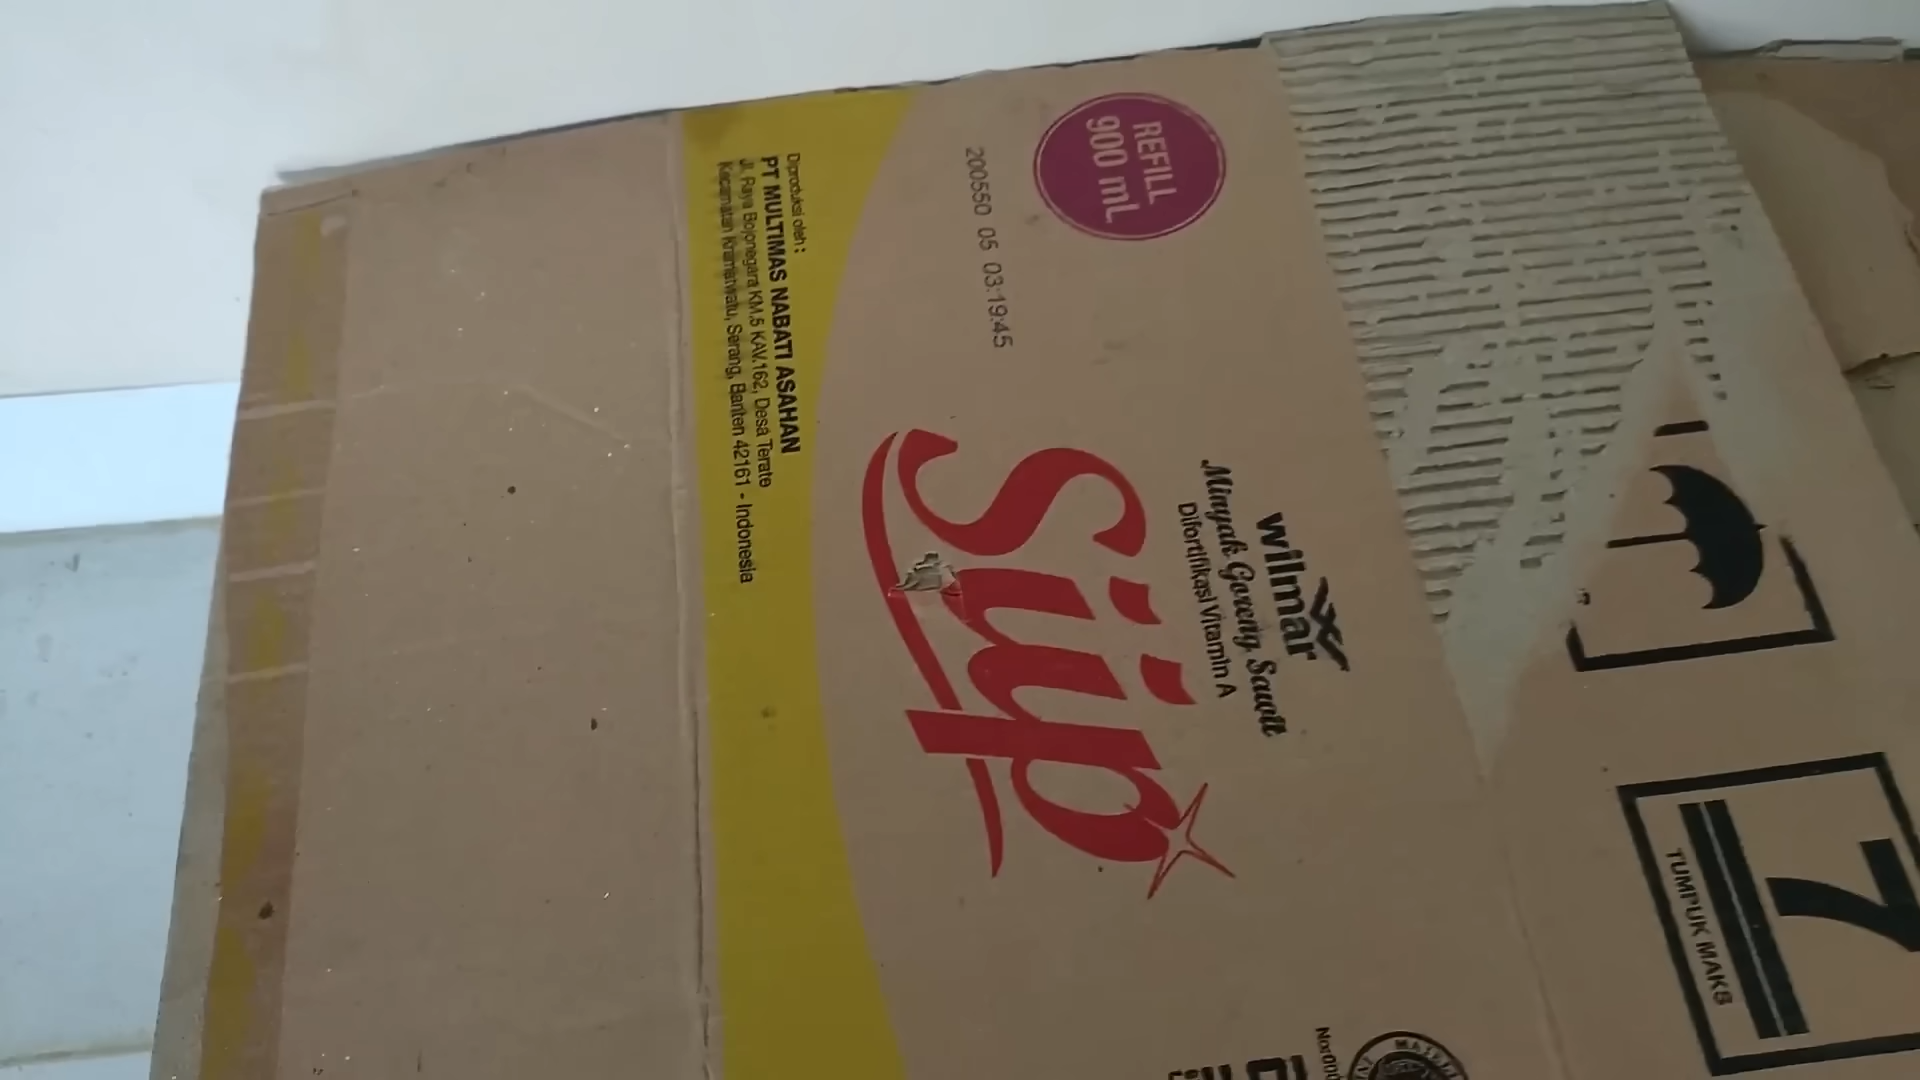 wilmar
Minyak Goreng Sawit
Difortifikasi Vitamin A
Siip
REFILL
900 mL
200550 05 03:19:45
Diproduksi oleh :
PT MULTIMAS NABATI ASAHAN
Jl. Raya Bojonegara KM.5 KAV.162, Desa Terate
Kecamatan Kramatwatu, Serang, Banten 42161 - Indonesia
7
TUMPUK MAKS